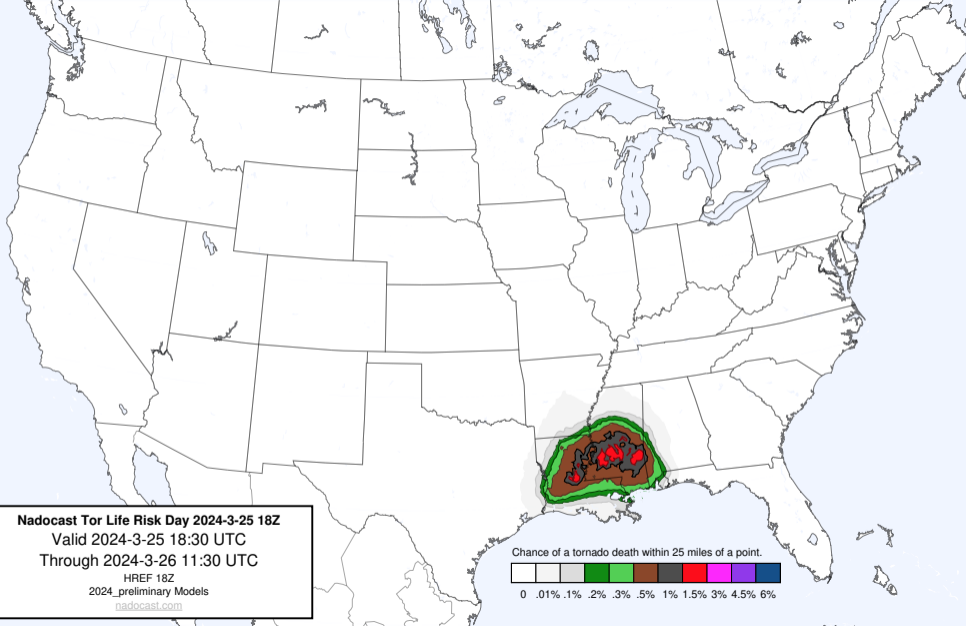 Nadocast Tor Life Risk Day 2024-3-25 18Z
Valid 2024-3-25 18:30 UTC
Through 2024-3-26 11:30 UTC
HREF 18Z
2024_preliminary Models
nadocast.com
Chance of a tornado death within 25 miles of a point.
0 .01% .1% .2% .3% .5% 1% 1.5% 3% 4.5% 6%